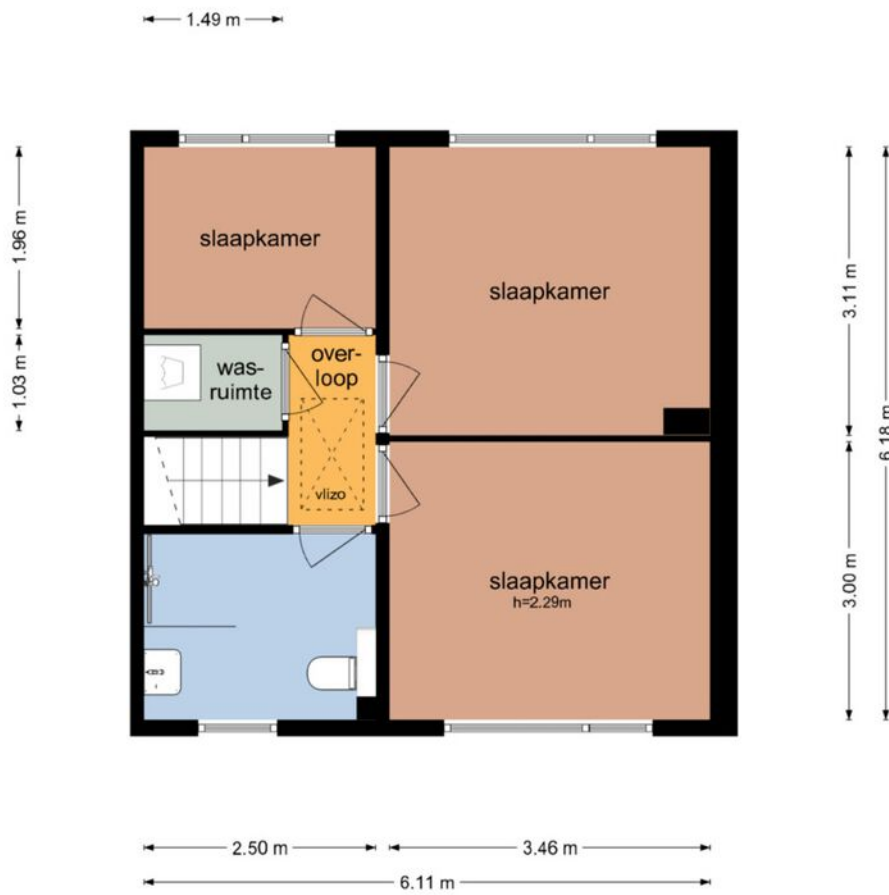 1.49 m
1.96 m
1.03 m
slaapkamer
slaapkamer
was-
ruimte
over-
loop
vlizo
slaapkamer
h=2.29m
3.11 m
3.00 m
6.18 m
2.50 m
3.46 m
6.11 m